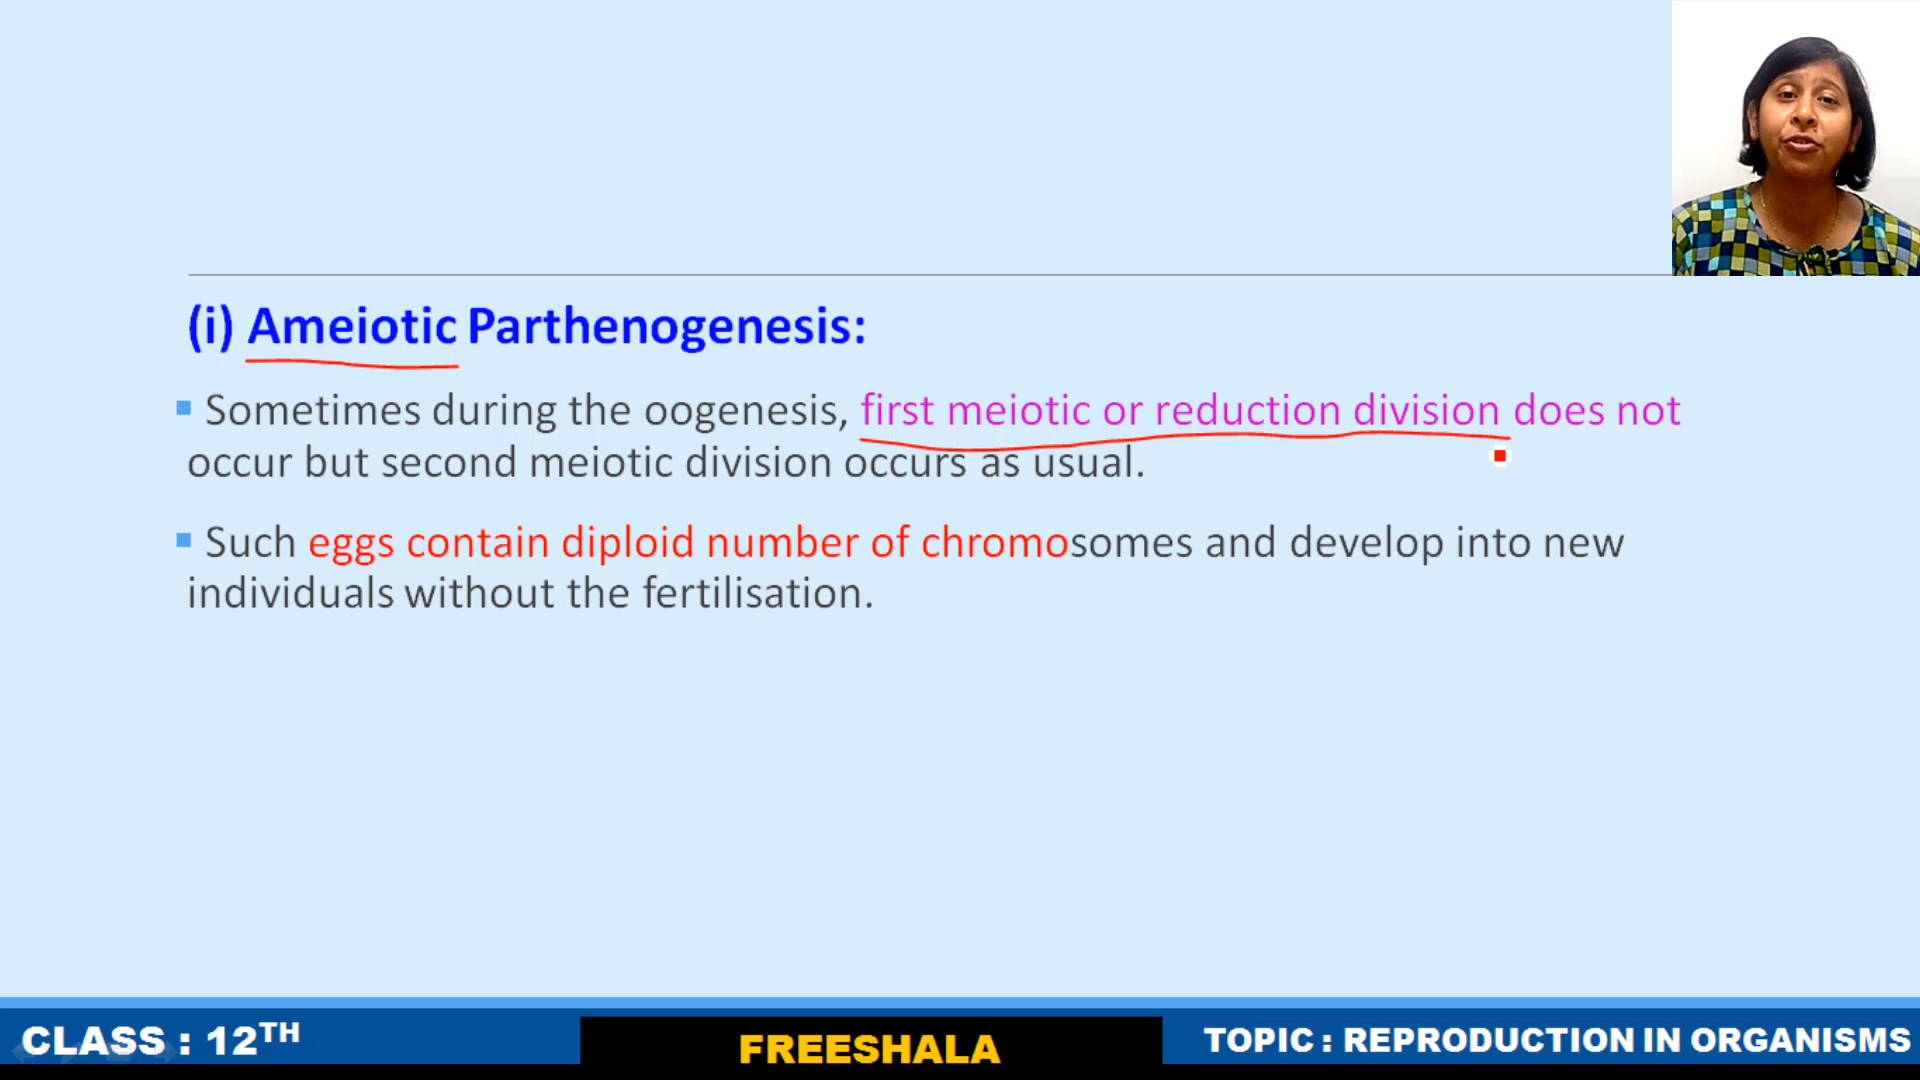 (i) Ameiotic Parthenogenesis:
▪ Sometimes during the oogenesis, first meiotic or reduction division does not
occur but second meiotic division occurs as usual.
▪ Such eggs contain diploid number of chromosomes and develop into new
individuals without the fertilisation.
CLASS : 12TH
FREESHALA
TOPIC : REPRODUCTION IN ORGANISMS